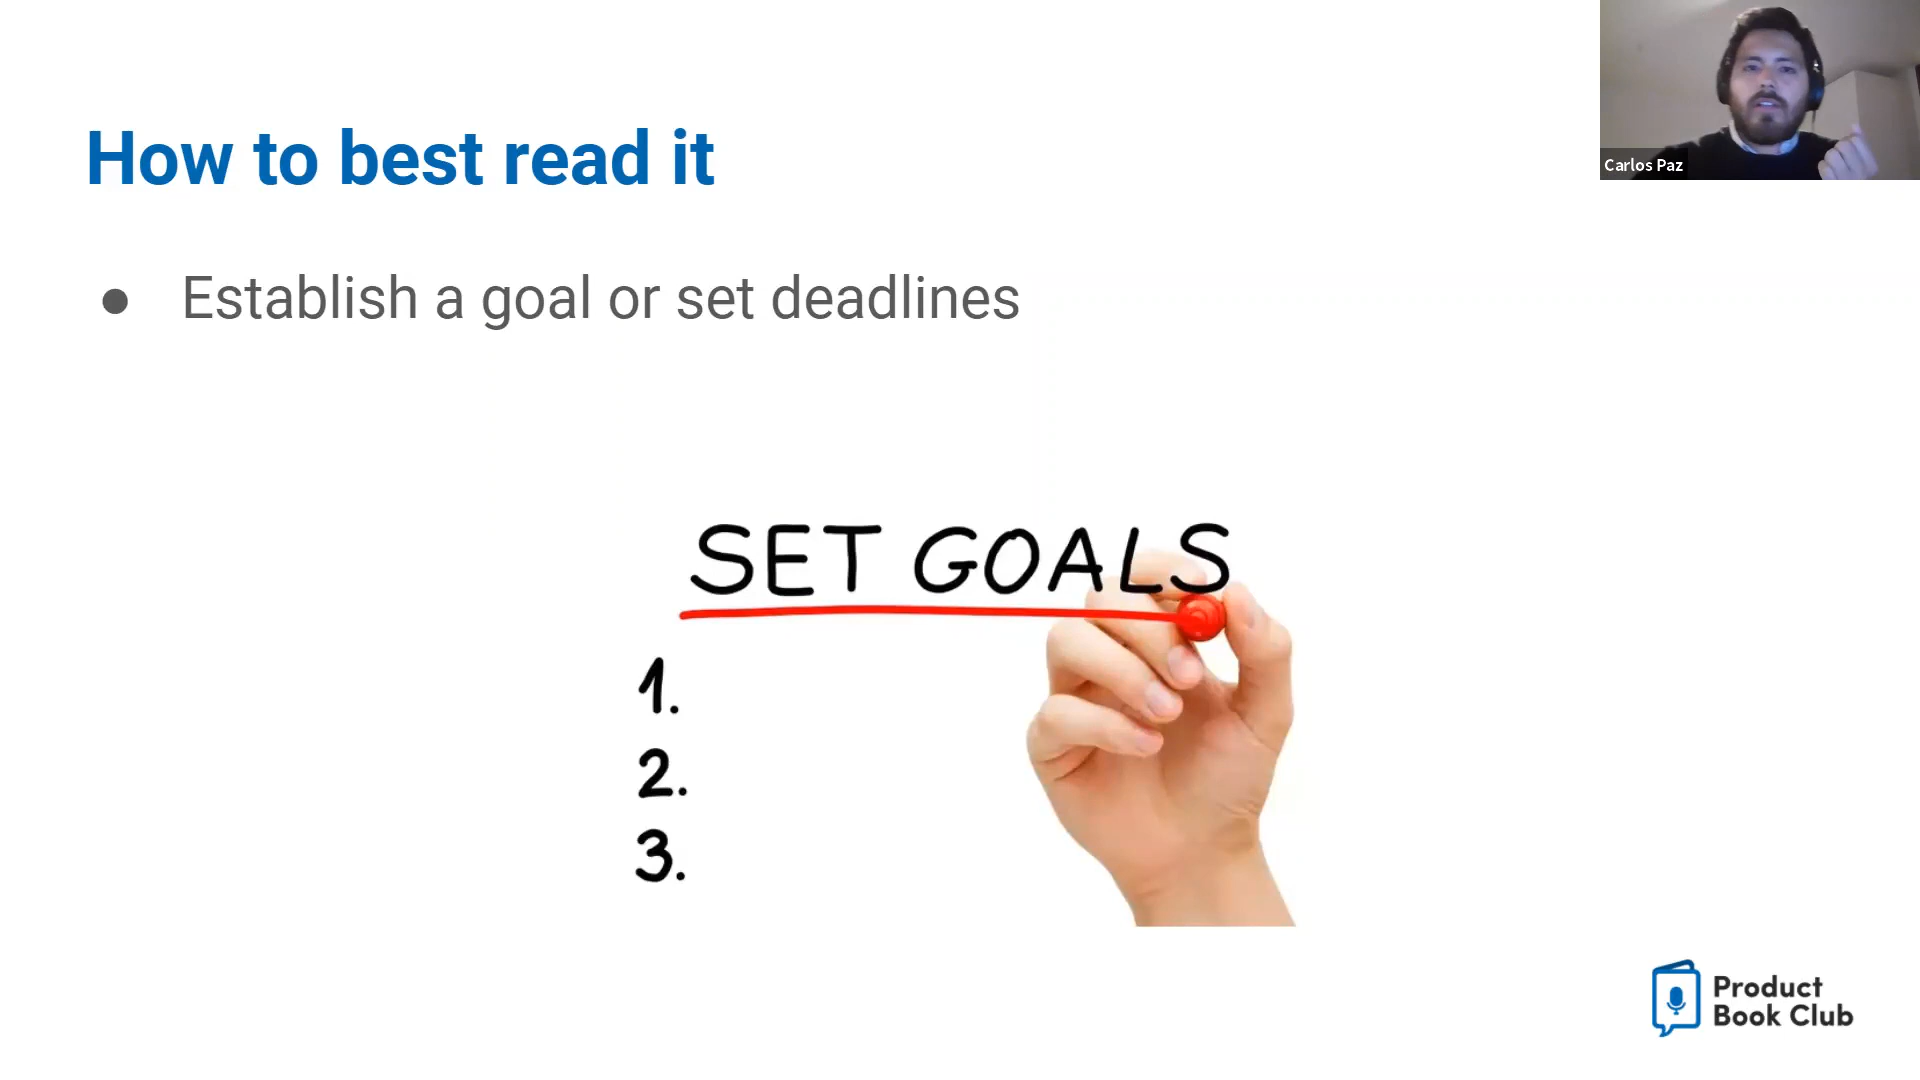 How to best read it
Carlos Paz
● Establish a goal or set deadlines
SET GOALS
1.
2.
3.
Product
Book Club